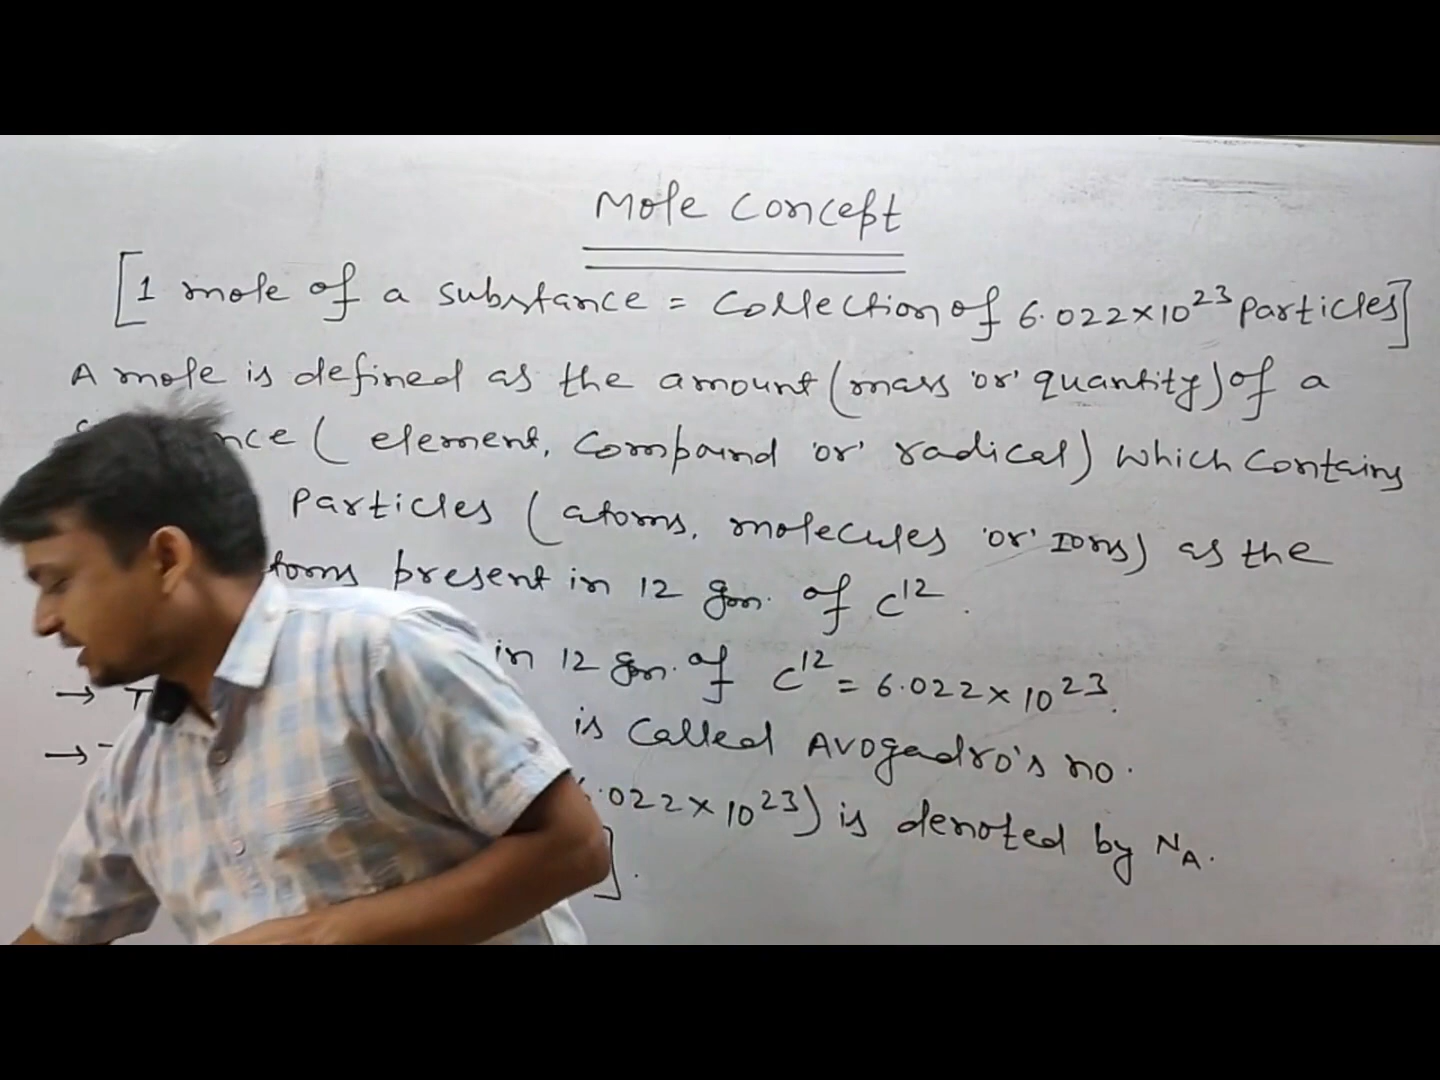 Mole Concept
[1 mole of a substance = Collection of 6.022×10²³ Particles]
A mole is defined as the amount (mass 'or' quantity) of a
nce ( element, Compound 'or' radical) which Contains
Particles (atoms, molecules 'or' Ions) as the
toms present in 12 gm. of C¹².
in 12 gm. of C¹² = 6.022×10²³.
→ T
→ is Called Avogadro's no.
.022×10²³) is denoted by Nᴀ.
].